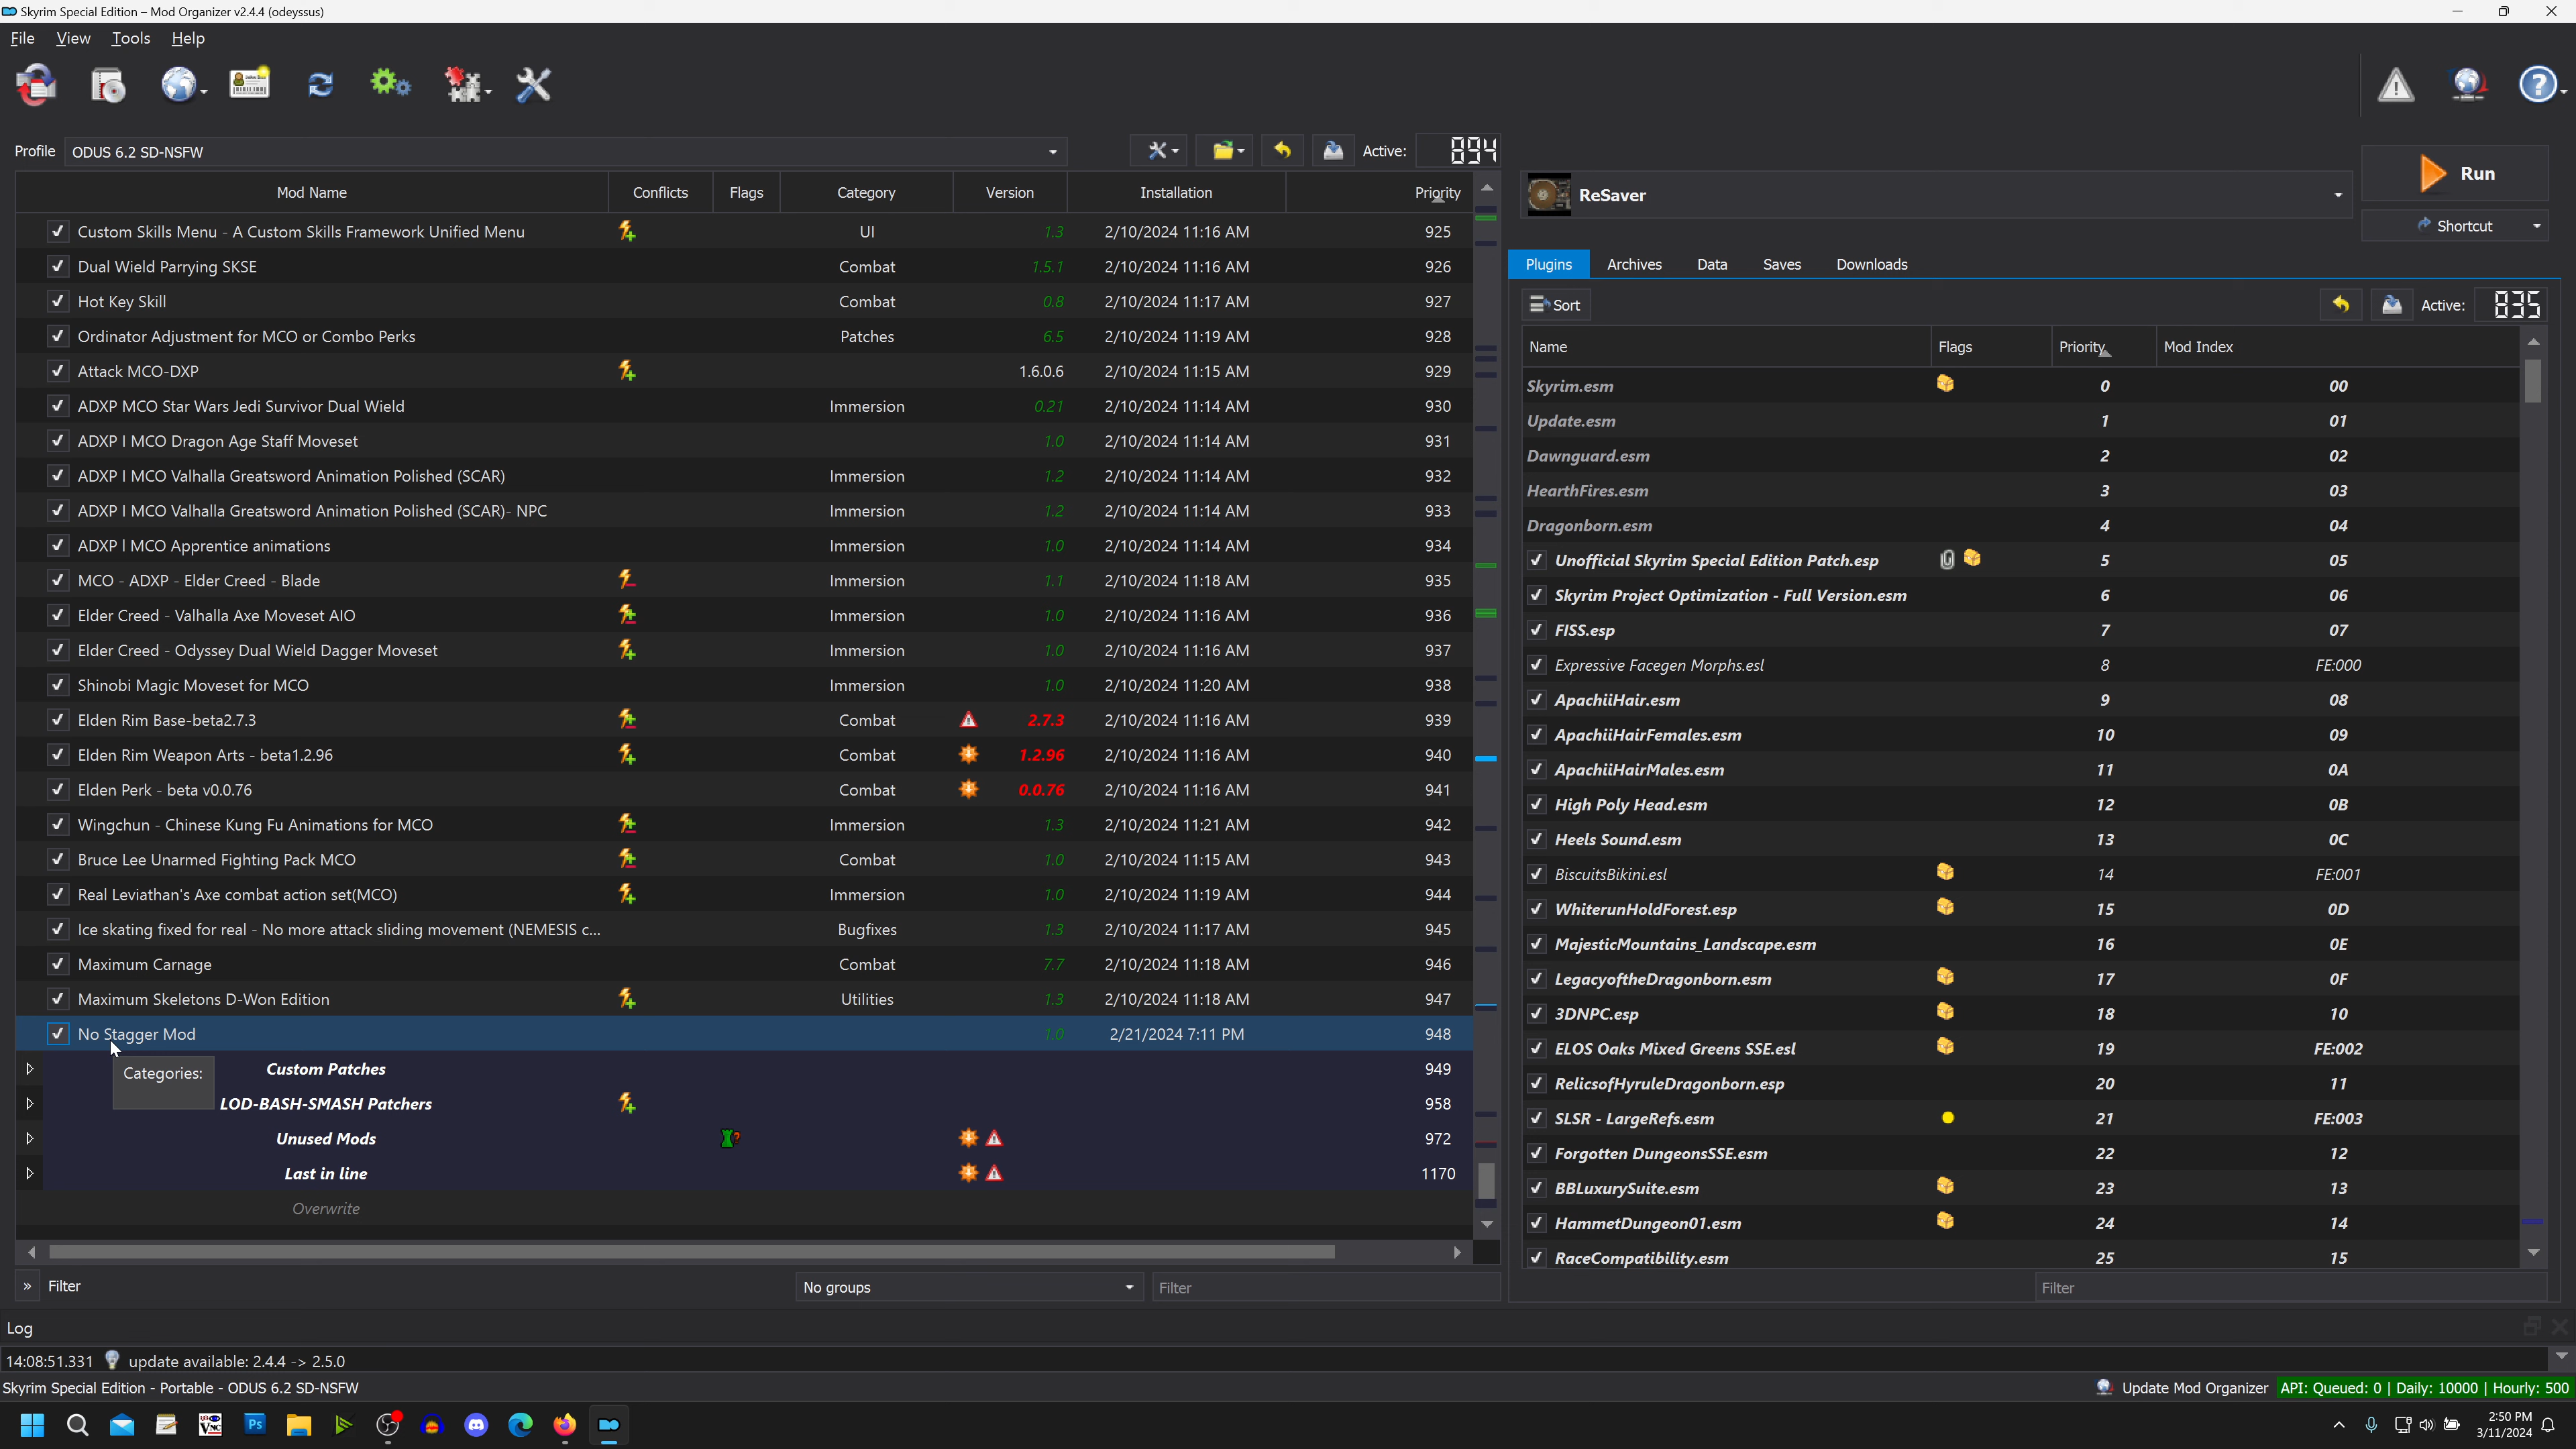 Skyrim Special Edition – Mod Organizer v2.4.4 (odeyssus)
File View Tools Help
Profile ODUS 6.2 SD-NSFW Active: 894
Mod Name Conflicts Flags Category Version Installation Priority
Custom Skills Menu - A Custom Skills Framework Unified Menu UI 1.3 2/10/2024 11:16 AM 925
Dual Wield Parrying SKSE Combat 1.5.1 2/10/2024 11:16 AM 926
Hot Key Skill Combat 0.8 2/10/2024 11:17 AM 927
Ordinator Adjustment for MCO or Combo Perks Patches 6.5 2/10/2024 11:19 AM 928
Attack MCO-DXP 1.6.0.6 2/10/2024 11:15 AM 929
ADXP MCO Star Wars Jedi Survivor Dual Wield Immersion 0.21 2/10/2024 11:14 AM 930
ADXP I MCO Dragon Age Staff Moveset 1.0 2/10/2024 11:14 AM 931
ADXP I MCO Valhalla Greatsword Animation Polished (SCAR) Immersion 1.2 2/10/2024 11:14 AM 932
ADXP I MCO Valhalla Greatsword Animation Polished (SCAR)- NPC Immersion 1.2 2/10/2024 11:14 AM 933
ADXP l MCO Apprentice animations Immersion 1.0 2/10/2024 11:14 AM 934
MCO - ADXP - Elder Creed - Blade Immersion 1.1 2/10/2024 11:18 AM 935
Elder Creed - Valhalla Axe Moveset AIO Immersion 1.0 2/10/2024 11:16 AM 936
Elder Creed - Odyssey Dual Wield Dagger Moveset Immersion 1.0 2/10/2024 11:16 AM 937
Shinobi Magic Moveset for MCO Immersion 1.0 2/10/2024 11:20 AM 938
Elden Rim Base-beta2.7.3 Combat 2.7.3 2/10/2024 11:16 AM 939
Elden Rim Weapon Arts - beta1.2.96 Combat 1.2.96 2/10/2024 11:16 AM 940
Elden Perk - beta v0.0.76 Combat 0.0.76 2/10/2024 11:16 AM 941
Wingchun - Chinese Kung Fu Animations for MCO Immersion 1.3 2/10/2024 11:21 AM 942
Bruce Lee Unarmed Fighting Pack MCO Combat 1.0 2/10/2024 11:15 AM 943
Real Leviathan's Axe combat action set(MCO) Immersion 1.0 2/10/2024 11:19 AM 944
Ice skating fixed for real - No more attack sliding movement (NEMESIS c... Bugfixes 1.3 2/10/2024 11:17 AM 945
Maximum Carnage Combat 7.7 2/10/2024 11:18 AM 946
Maximum Skeletons D-Won Edition Utilities 1.3 2/10/2024 11:18 AM 947
No Stagger Mod 1.0 2/21/2024 7:11 PM 948
Custom Patches 949
Categories:
LOD-BASH-SMASH Patchers 958
Unused Mods 972
Last in line 1170
Overwrite
» Filter No groups Filter
ReSaver Run
Shortcut
Plugins Archives Data Saves Downloads
Sort Active: 835
Name Flags Priority Mod Index
Skyrim.esm 0 00
Update.esm 1 01
Dawnguard.esm 2 02
HearthFires.esm 3 03
Dragonborn.esm 4 04
Unofficial Skyrim Special Edition Patch.esp 5 05
Skyrim Project Optimization - Full Version.esm 6 06
FISS.esp 7 07
Expressive Facegen Morphs.esl 8 FE:000
ApachiiHair.esm 9 08
ApachiiHairFemales.esm 10 09
ApachiiHairMales.esm 11 0A
High Poly Head.esm 12 0B
Heels Sound.esm 13 0C
BiscuitsBikini.esl 14 FE:001
WhiterunHoldForest.esp 15 0D
MajesticMountains_Landscape.esm 16 0E
LegacyoftheDragonborn.esm 17 0F
3DNPC.esp 18 10
ELOS Oaks Mixed Greens SSE.esl 19 FE:002
RelicsofHyruleDragonborn.esp 20 11
SLSR - LargeRefs.esm 21 FE:003
Forgotten DungeonsSSE.esm 22 12
BBLuxurySuite.esm 23 13
HammetDungeon01.esm 24 14
RaceCompatibility.esm 25 15
Filter
Log
14:08:51.331 update available: 2.4.4 -> 2.5.0
Skyrim Special Edition - Portable - ODUS 6.2 SD-NSFW Update Mod Organizer API: Queued: 0 | Daily: 10000 | Hourly: 500
Ps 2:50 PM
3/11/2024